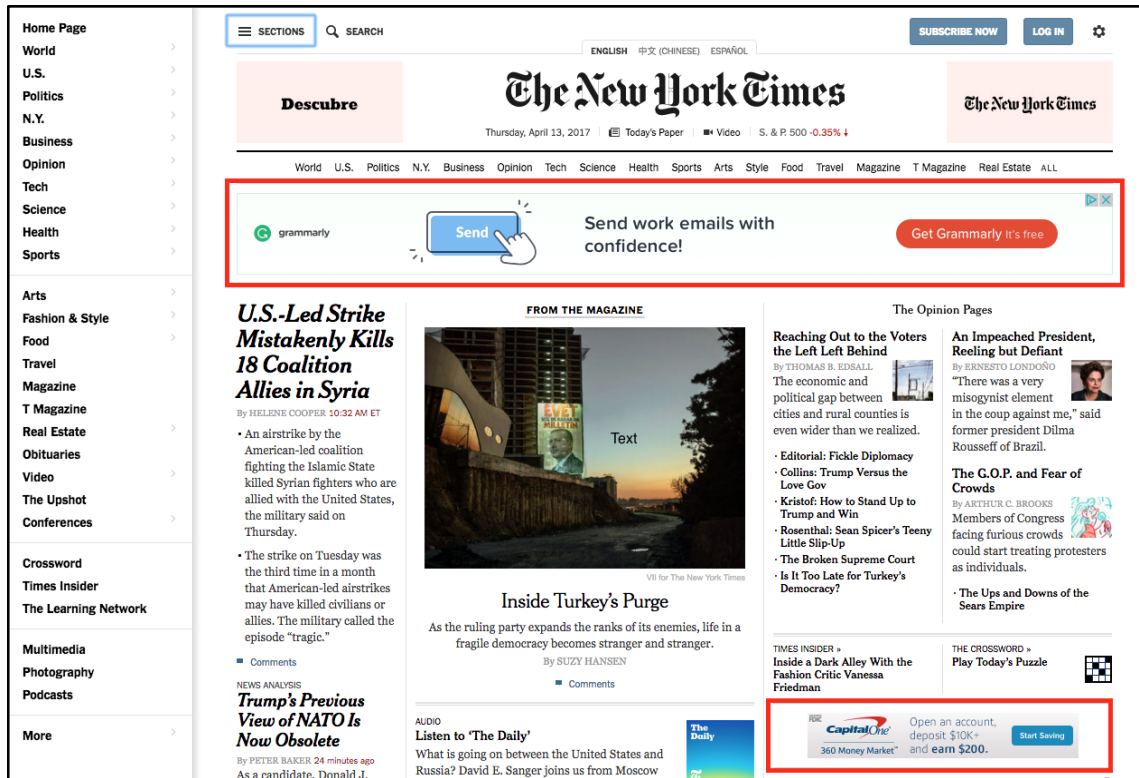 Home Page
World
U.S.
Politics
N.Y.
Business
Opinion
Tech
Science
Health
Sports
Arts
Fashion & Style
Food
Travel
Magazine
T Magazine
Real Estate
Obituaries
Video
The Upshot
Conferences
Crossword
Times Insider
The Learning Network
Multimedia
Photography
Podcasts
More
SECTIONS SEARCH
SUBSCRIBE NOW LOG IN
ENGLISH 中文 (CHINESE) ESPAÑOL
Descubre
The New York Times
The New York Times
Thursday, April 13, 2017 Today's Paper Video S. & P. 500 -0.35% ↓
World U.S. Politics N.Y. Business Opinion Tech Science Health Sports Arts Style Food Travel Magazine T Magazine Real Estate ALL
grammarly
Send
Send work emails with
confidence!
Get Grammarly It's free
U.S.-Led Strike
Mistakenly Kills
18 Coalition
Allies in Syria
By HELENE COOPER 10:32 AM ET
• An airstrike by the
American-led coalition
fighting the Islamic State
killed Syrian fighters who are
allied with the United States,
the military said on
Thursday.
• The strike on Tuesday was
the third time in a month
that American-led airstrikes
may have killed civilians or
allies. The military called the
episode “tragic.”
Comments
NEWS ANALYSIS
Trump's Previous
View of NATO Is
Now Obsolete
By PETER BAKER 24 minutes ago
As a candidate, Donald J.
FROM THE MAGAZINE
EVET
MİLLETİN
Text
VII for The New York Times
Inside Turkey's Purge
As the ruling party expands the ranks of its enemies, life in a
fragile democracy becomes stranger and stranger.
By SUZY HANSEN
Comments
AUDIO
Listen to ‘The Daily’
What is going on between the United States and
Russia? David E. Sanger joins us from Moscow
The
Daily
The Opinion Pages
Reaching Out to the Voters
the Left Left Behind
By THOMAS B. EDSALL
The economic and
political gap between
cities and rural counties is
even wider than we realized.
· Editorial: Fickle Diplomacy
· Collins: Trump Versus the
Love Gov
· Kristof: How to Stand Up to
Trump and Win
· Rosenthal: Sean Spicer's Teeny
Little Slip-Up
· The Broken Supreme Court
· Is It Too Late for Turkey's
Democracy?
An Impeached President,
Reeling but Defiant
By ERNESTO LONDOÑO
“There was a very
misogynist element
in the coup against me,” said
former president Dilma
Rousseff of Brazil.
The G.O.P. and Fear of
Crowds
By ARTHUR C. BROOKS
Members of Congress
facing furious crowds
could start treating protesters
as individuals.
· The Ups and Downs of the
Sears Empire
TIMES INSIDER »
Inside a Dark Alley With the
Fashion Critic Vanessa
Friedman
THE CROSSWORD »
Play Today's Puzzle
Capital One
360 Money Market
Open an account,
deposit $10K+
and earn $200.
Start Saving